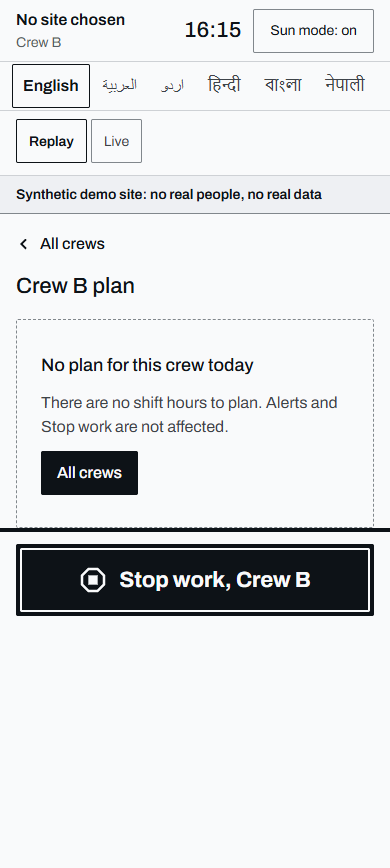 No site chosen
Crew B
16:15
Sun mode: on
English
العربية
اردو
हिन्दी
বাংলা
नेपाली
Replay
Live
Synthetic demo site: no real people, no real data
All crews
Crew B plan
No plan for this crew today
There are no shift hours to plan. Alerts and
Stop work are not affected.
All crews
Stop work, Crew B